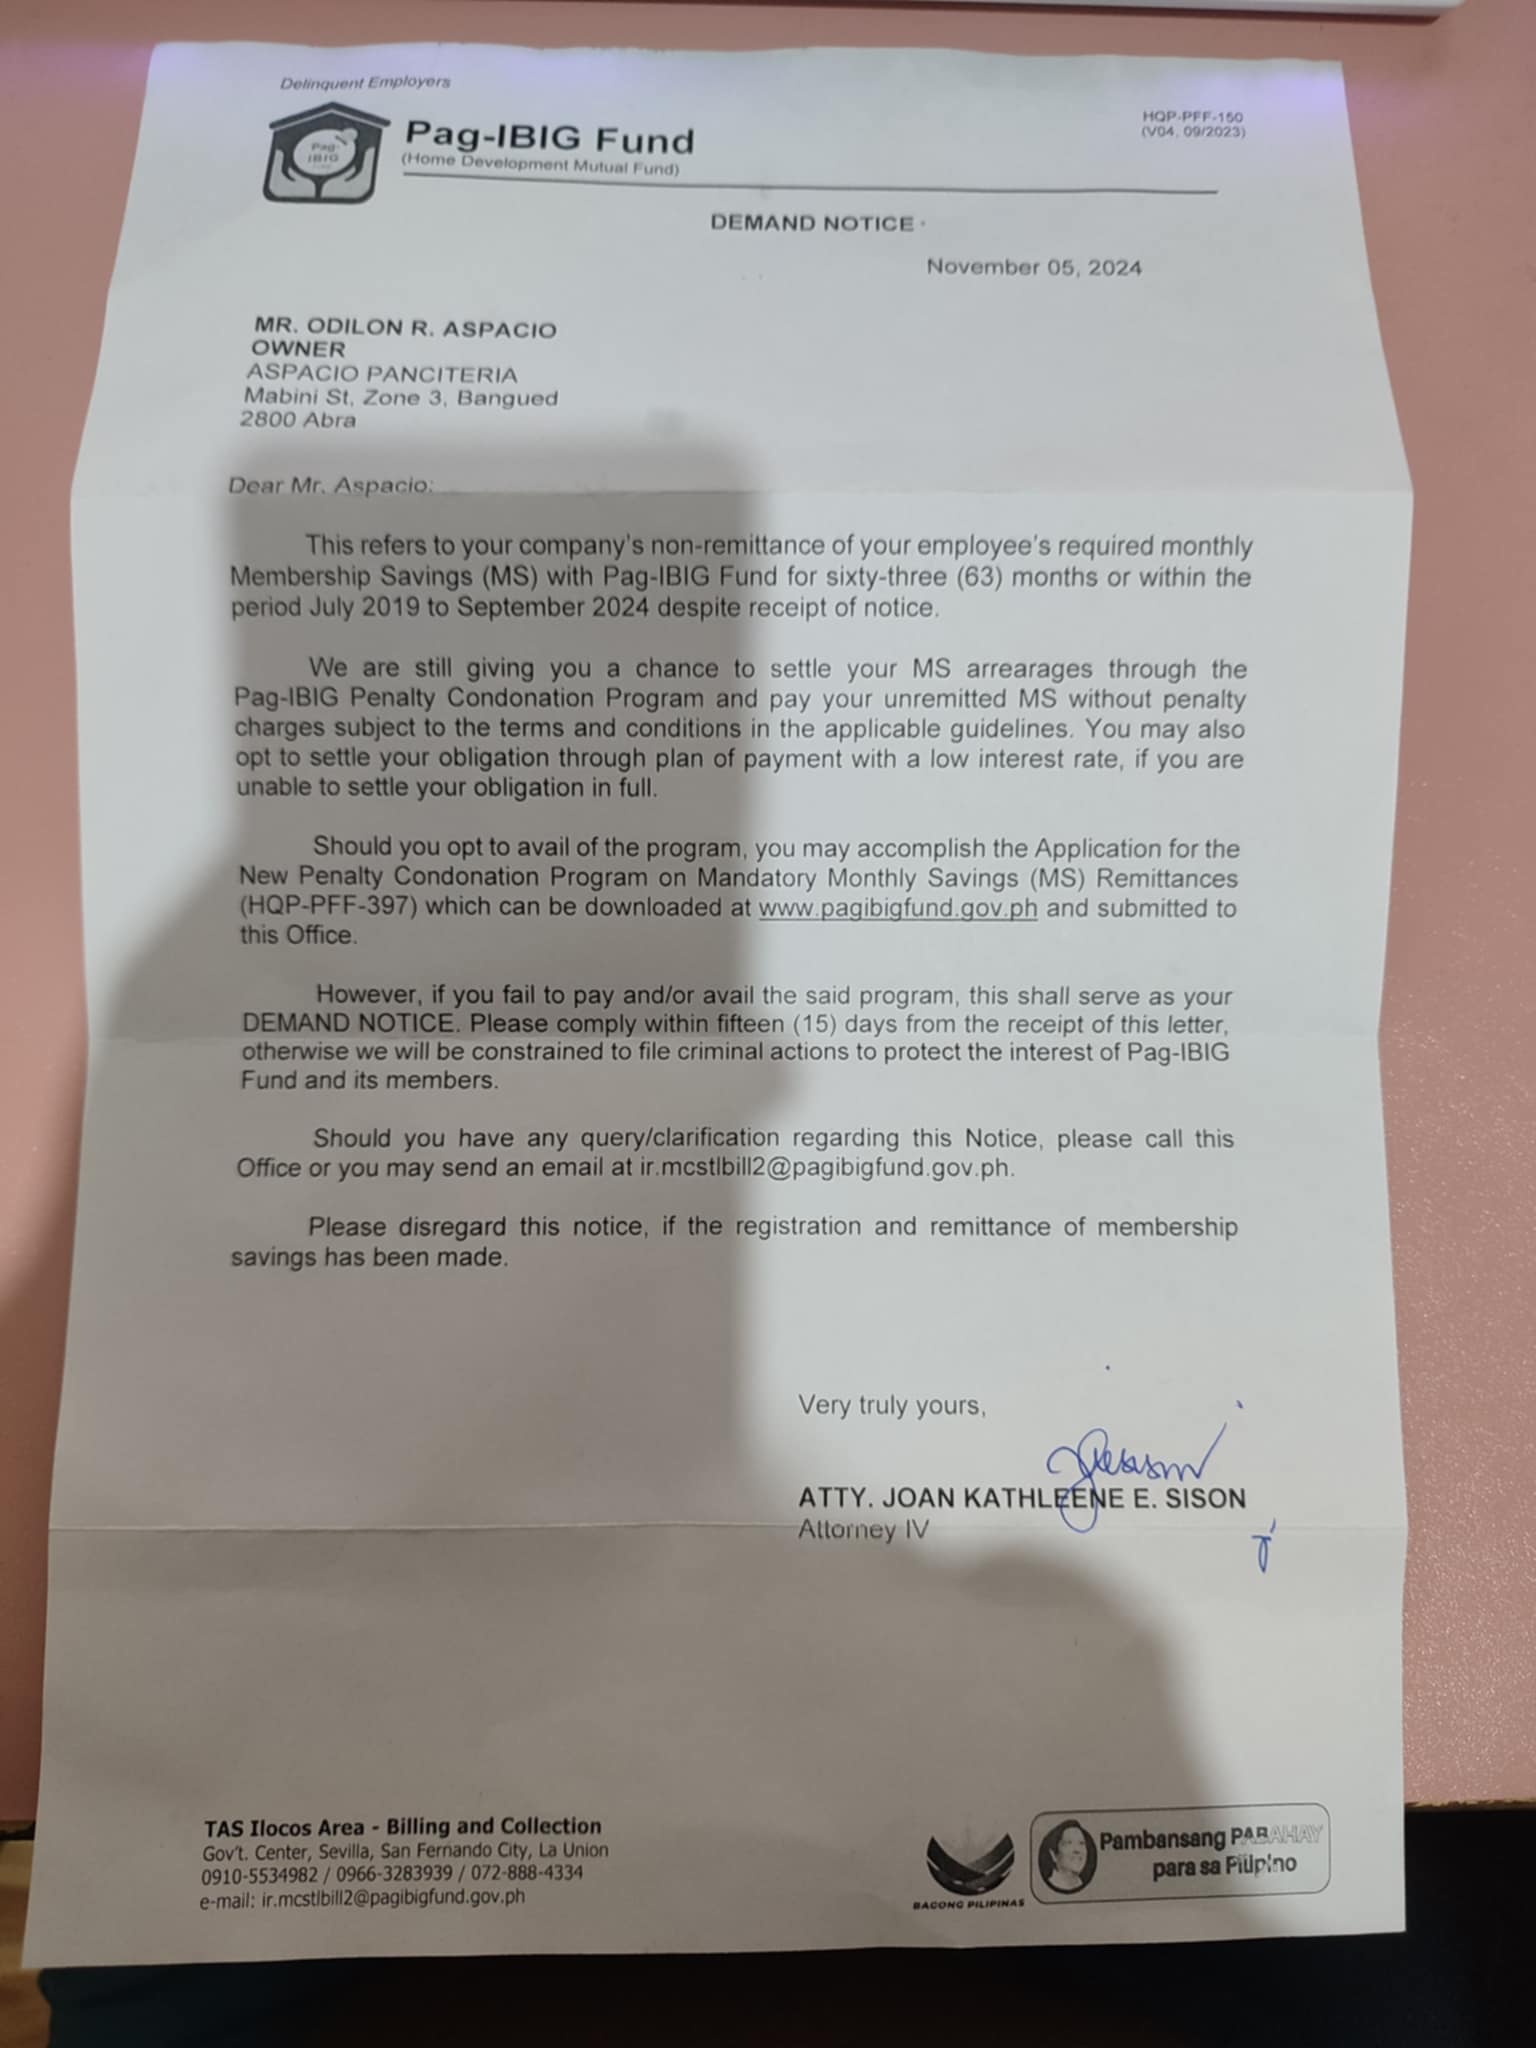 Delinquent Employers
HQP-PFF-150
(V04, 09/2023)
Pag-IBIG
Pag-IBIG Fund
(Home Development Mutual Fund)
DEMAND NOTICE
November 05, 2024
MR. ODILON R. ASPACIO
OWNER
ASPACIO PANCITERIA
Mabini St, Zone 3, Bangued
2800 Abra
Dear Mr. Aspacio:
This refers to your company's non-remittance of your employee's required monthly
Membership Savings (MS) with Pag-IBIG Fund for sixty-three (63) months or within the
period July 2019 to September 2024 despite receipt of notice.
We are still giving you a chance to settle your MS arrearages through the
Pag-IBIG Penalty Condonation Program and pay your unremitted MS without penalty
charges subject to the terms and conditions in the applicable guidelines. You may also
opt to settle your obligation through plan of payment with a low interest rate, if you are
unable to settle your obligation in full.
Should you opt to avail of the program, you may accomplish the Application for the
New Penalty Condonation Program on Mandatory Monthly Savings (MS) Remittances
(HQP-PFF-397) which can be downloaded at www.pagibigfund.gov.ph and submitted to
this Office.
However, if you fail to pay and/or avail the said program, this shall serve as your
DEMAND NOTICE. Please comply within fifteen (15) days from the receipt of this letter,
otherwise we will be constrained to file criminal actions to protect the interest of Pag-IBIG
Fund and its members.
Should you have any query/clarification regarding this Notice, please call this
Office or you may send an email at ir.mcstlbill2@pagibigfund.gov.ph.
Please disregard this notice, if the registration and remittance of membership
savings has been made.
Very truly yours,
ATTY. JOAN KATHLEENE E. SISON
Attorney IV
TAS Ilocos Area - Billing and Collection
Gov't. Center, Sevilla, San Fernando City, La Union
0910-5534982 / 0966-3283939 / 072-888-4334
e-mail: ir.mcstlbill2@pagibigfund.gov.ph
BAGONG PILIPINAS
Pambansang PABAHAY
para sa Pilipino